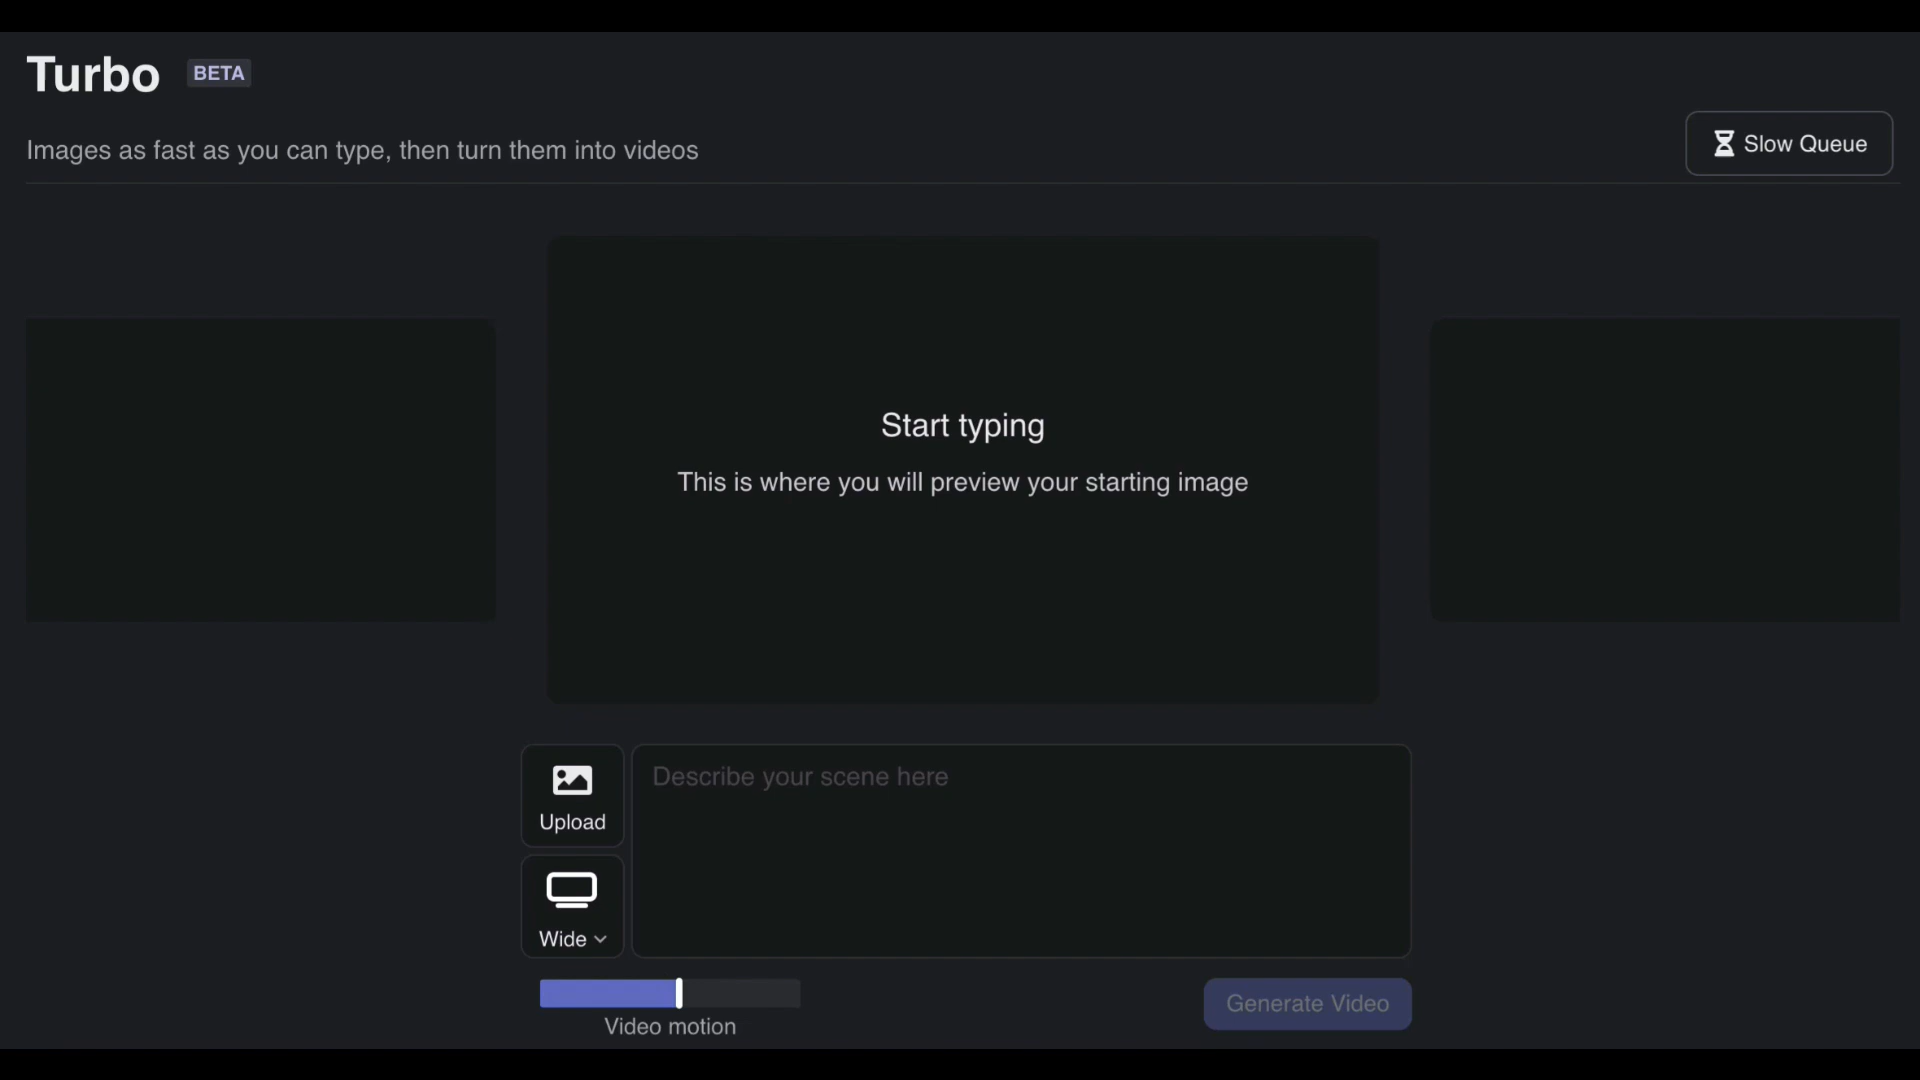 Turbo BETA
Images as fast as you can type, then turn them into videos
Slow Queue
Start typing
This is where you will preview your starting image
Upload
Describe your scene here
Wide
Video motion
Generate Video